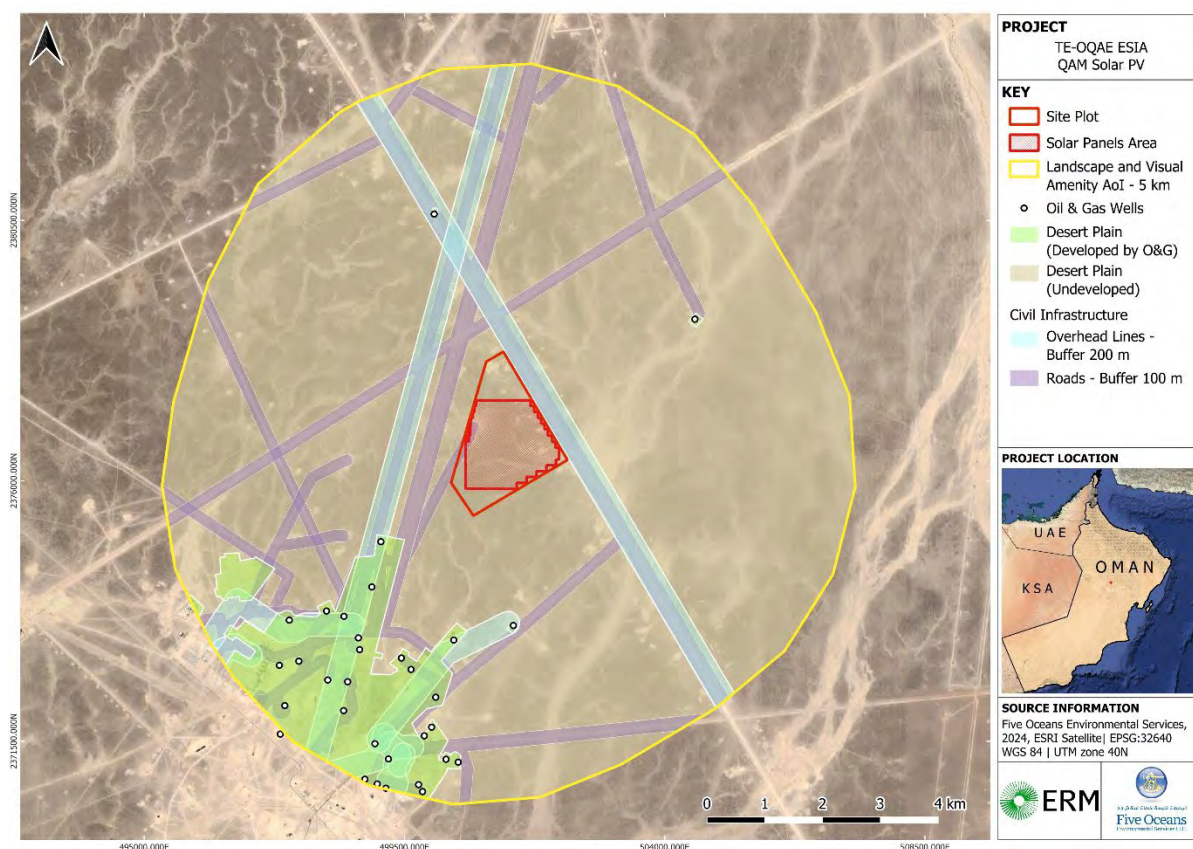 PROJECT
TE-OQAE ESIA
QAM Solar PV
KEY
Site Plot
Solar Panels Area
Landscape and Visual
Amenity AoI - 5 km
Oil & Gas Wells
Desert Plain
(Developed by O&G)
Desert Plain
(Undeveloped)
Civil Infrastructure
Overhead Lines -
Buffer 200 m
Roads - Buffer 100 m
PROJECT LOCATION
UAE
OMAN
KSA
SOURCE INFORMATION
Five Oceans Environmental Services,
2024, ESRI Satellite| EPSG:32640
WGS 84 | UTM zone 40N
ERM
Five Oceans
Environmental Services LLC
2380500.000N
2376000.000N
2371500.000N
0 1 2 3 4 km
495000.000E
499500.000E
504000.000E
508500.000E